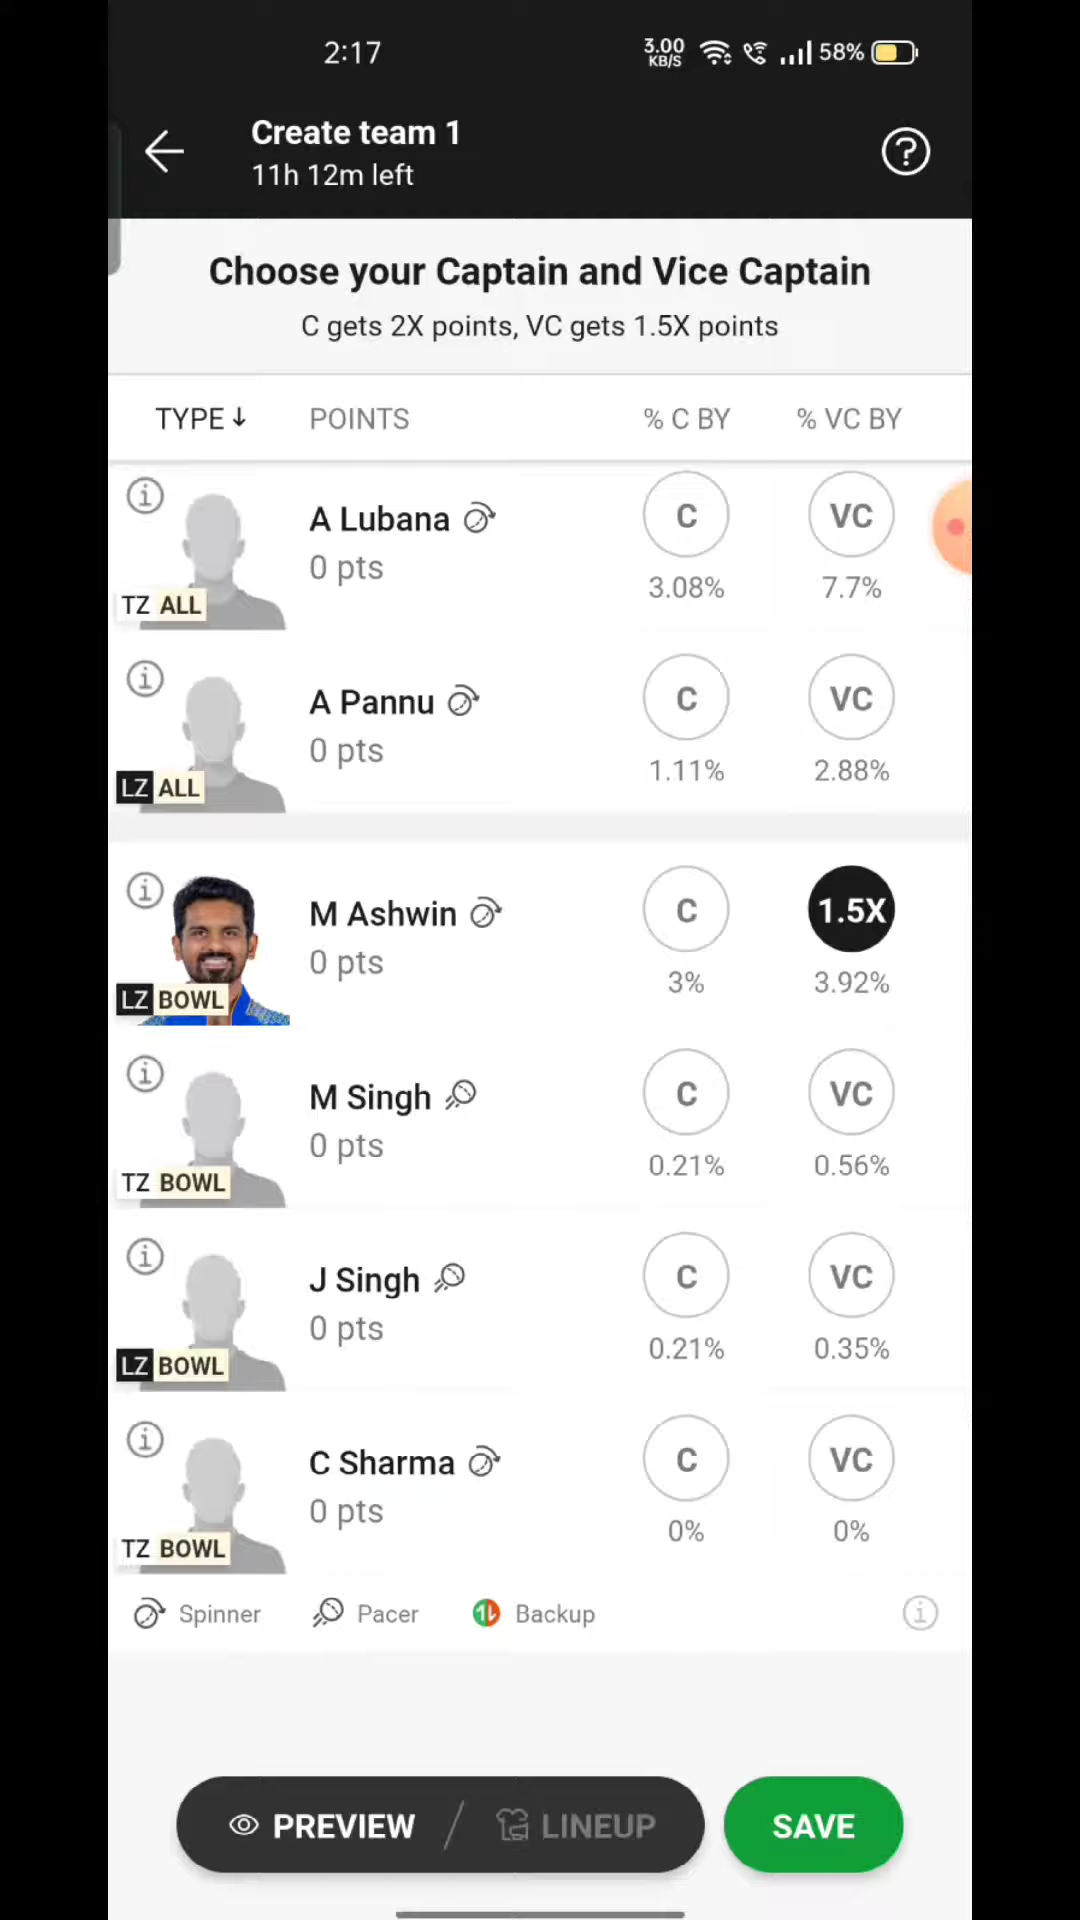 2:17
3.00 KB/S
58%
Create team 1
11h 12m left
Choose your Captain and Vice Captain
C gets 2X points, VC gets 1.5X points
TYPE↓ POINTS % C BY % VC BY
A Lubana C VC
0 pts 3.08% 7.7%
TZ ALL
A Pannu C VC
0 pts 1.11% 2.88%
LZ ALL
M Ashwin C 1.5X
0 pts 3% 3.92%
LZ BOWL
M Singh C VC
0 pts 0.21% 0.56%
TZ BOWL
J Singh C VC
0 pts 0.21% 0.35%
LZ BOWL
C Sharma C VC
0 pts 0% 0%
TZ BOWL
Spinner Pacer Backup
PREVIEW / LINEUP SAVE